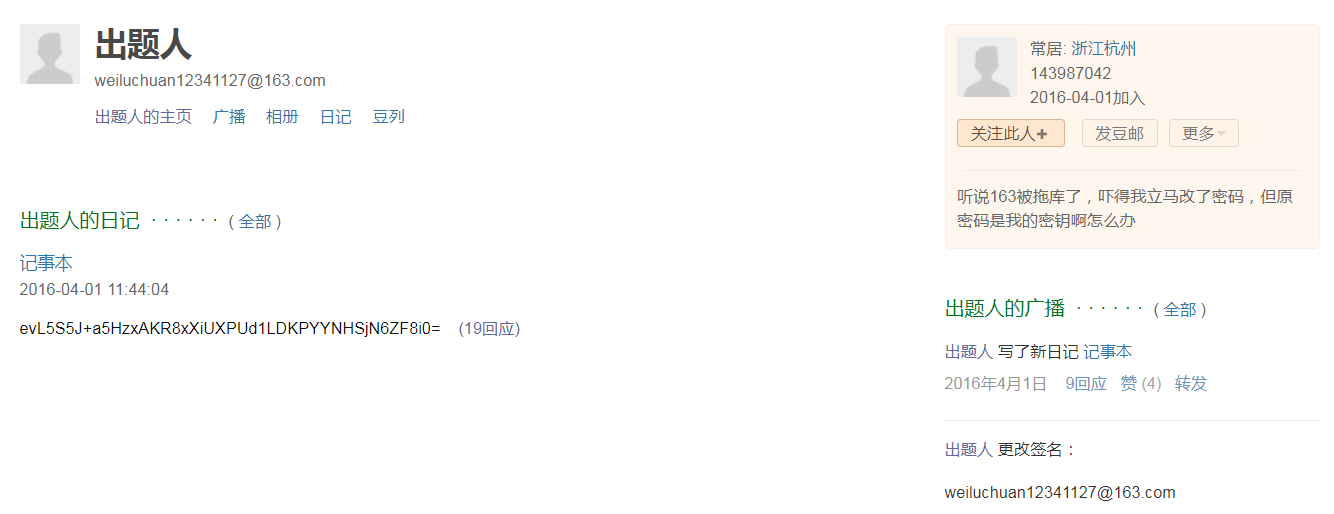 出题人
weiluchuan12341127@163.com
出题人的主页 广播 相册 日记 豆列
出题人的日记 · · · · · · ( 全部 )
记事本
2016-04-01 11:44:04
evL5S5J+a5HzxAKR8xXiUXPUd1LDKPYYNHSjN6ZF8i0= (19回应)
常居: 浙江杭州
143987042
2016-04-01加入
关注此人+ 发豆邮 更多
听说163被拖库了，吓得我立马改了密码，但原
密码是我的密钥啊怎么办
出题人的广播 · · · · · · ( 全部 )
出题人 写了新日记 记事本
2016年4月1日 9回应 赞 (4) 转发
出题人 更改签名：
weiluchuan12341127@163.com